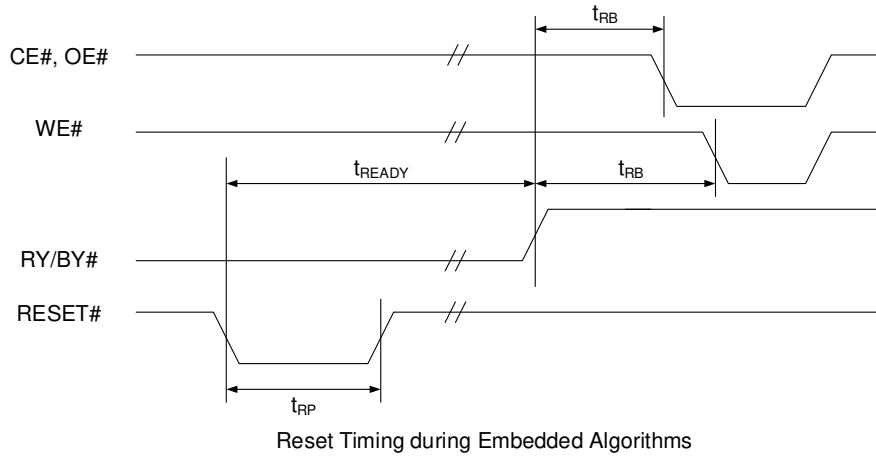 tRB
CE#, OE#
WE#
tREADY
tRB
RY/BY#
RESET#
tRP
Reset Timing during Embedded Algorithms